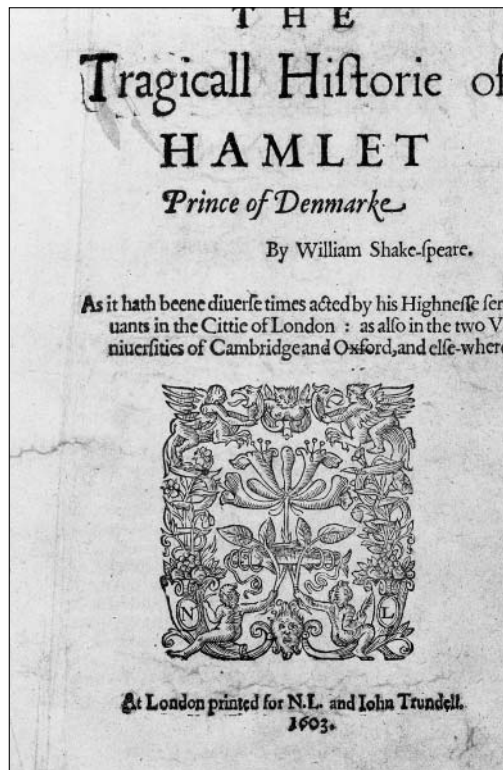 THE
Tragicall Hiſtorie of
HAMLET
Prince of Denmarke
By William Shake-ſpeare.
As it hath beene diuerſe times acted by his Highneſſe ſer
uants in the Cittie of London : as alſo in the two V
niuerſities of Cambridge and Oxford, and elſe-where
N L
At London printed for N.L. and Iohn Trundell.
1603.